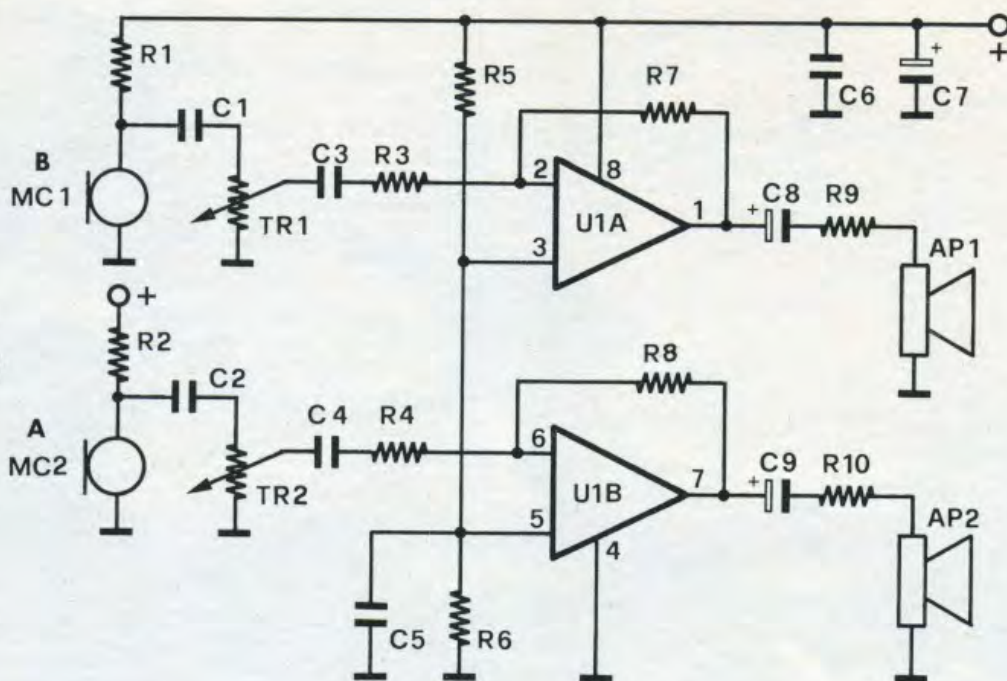 R1
R5
R7
+
+
C6
C7
C1
B
MC1
C3
R3
TR1
2
8
U1A
1
3
+
C8
R9
AP1
+
R2
C2
A
MC2
C4
R4
TR2
R8
6
U1B
7
5
4
+
C9
R10
AP2
C5
R6